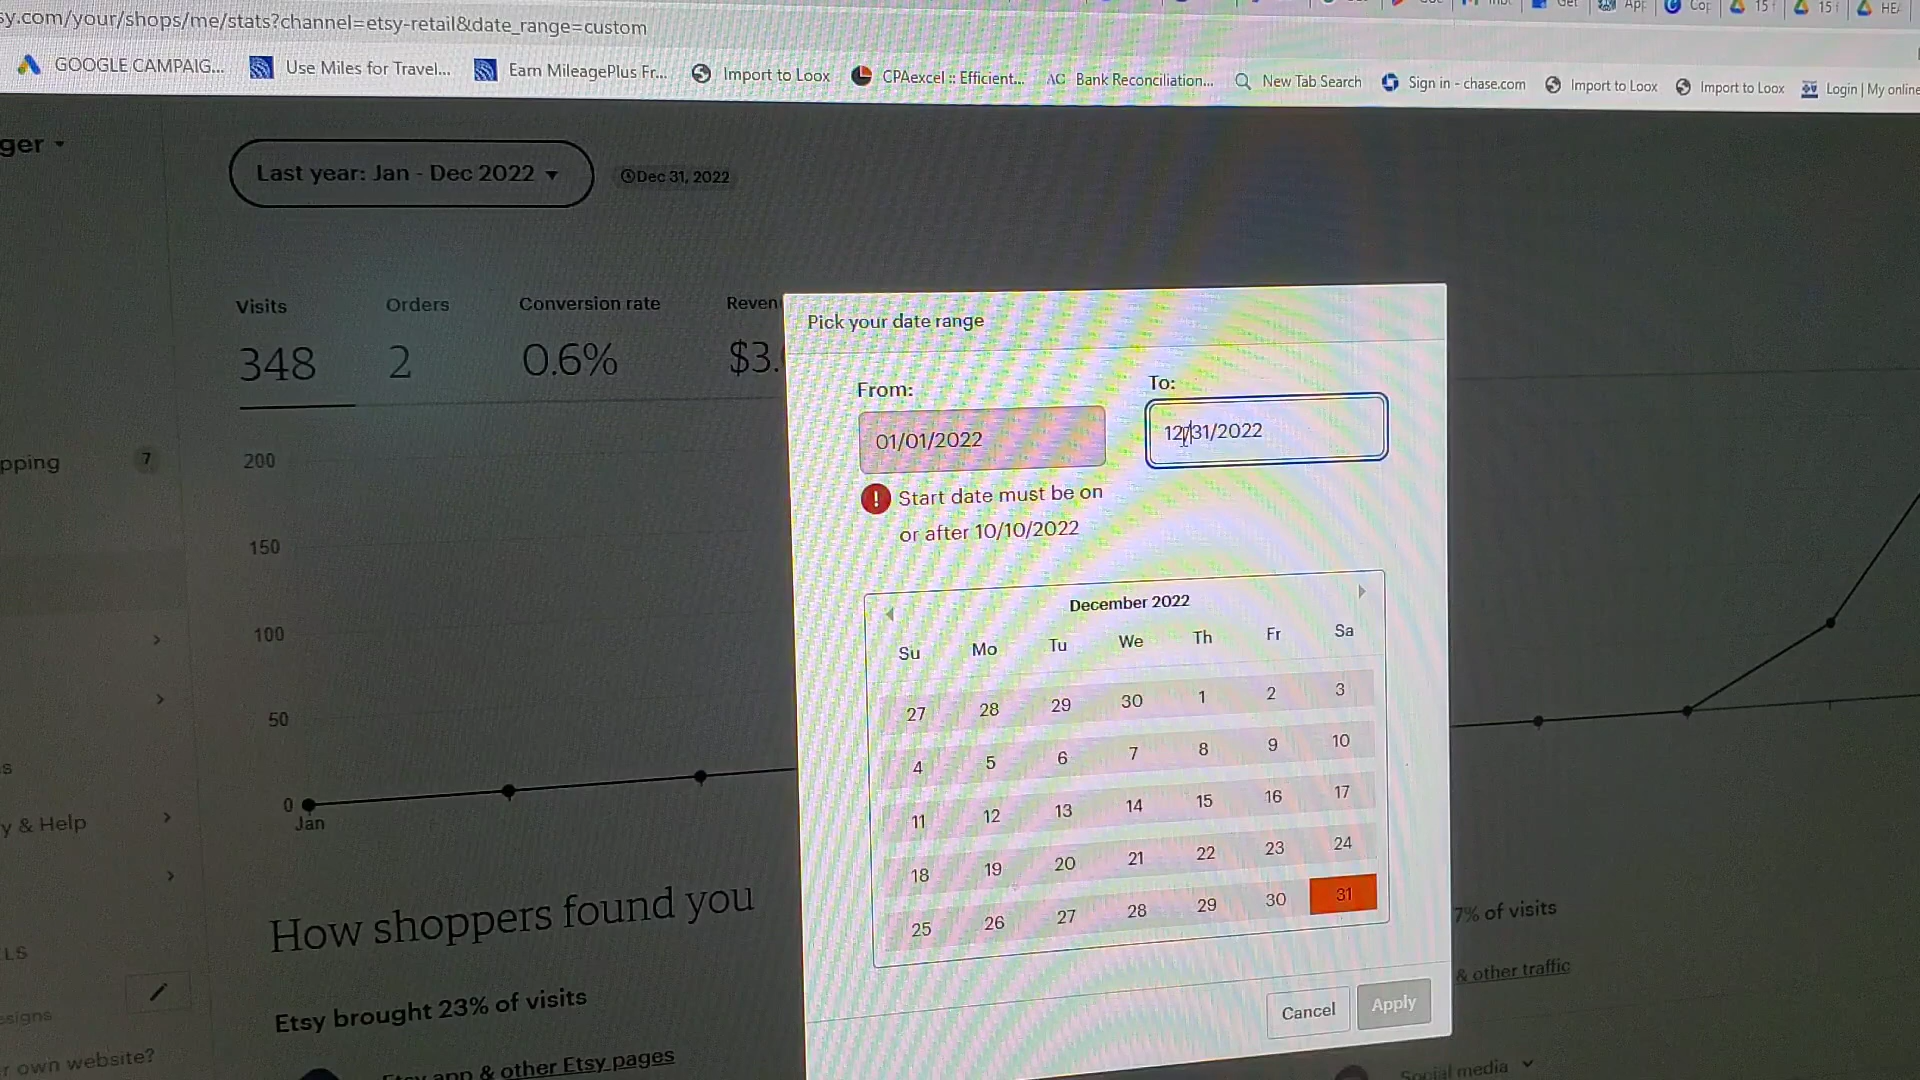 sy.com/your/shops/me/stats?channel=etsy-retail&date_range=custom
GOOGLE CAMPAIG... Use Miles for Travel... Earn MileagePlus Fr... Import to Loox CPAexcel :: Efficient... AC Bank Reconciliation... New Tab Search Sign in - chase.com Import to Loox Import to Loox Login | My online
ger
Last year: Jan - Dec 2022 Dec 31, 2022
Visits Orders Conversion rate Reven
348 2 0.6% $3.
Pick your date range
From: To:
01/01/2022 12/31/2022
! Start date must be on
or after 10/10/2022
pping 7
200
150
100
50
0
Jan
December 2022
Su Mo Tu We Th Fr Sa
27 28 29 30 1 2 3
4 5 6 7 8 9 10
11 12 13 14 15 16 17
18 19 20 21 22 23 24
25 26 27 28 29 30 31
Cancel Apply
s
y & Help
LS
esigns
r own website?
How shoppers found you
Etsy brought 23% of visits
Etsy app & other Etsy pages
7% of visits
& other traffic
Social media